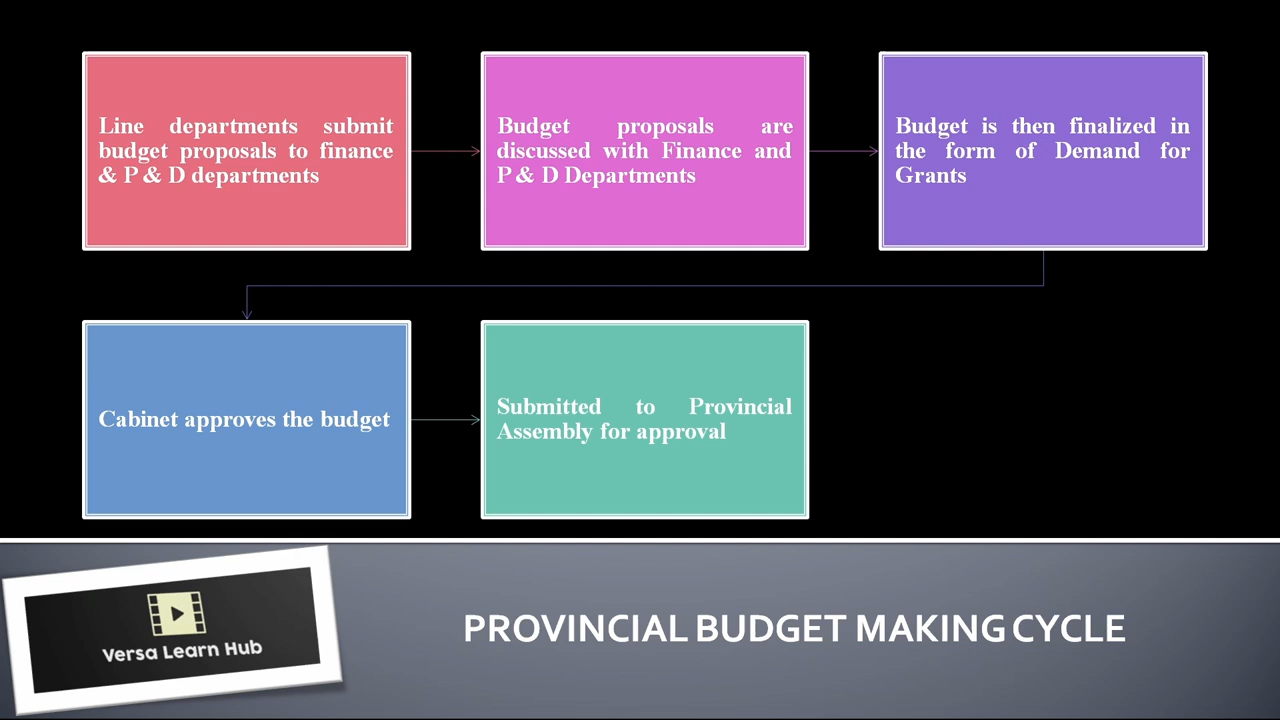 Line departments submit
budget proposals to finance
& P & D departments
Budget proposals are
discussed with Finance and
P & D Departments
Budget is then finalized in
the form of Demand for
Grants
Cabinet approves the budget
Submitted to Provincial
Assembly for approval
Versa Learn Hub
PROVINCIAL BUDGET MAKING CYCLE